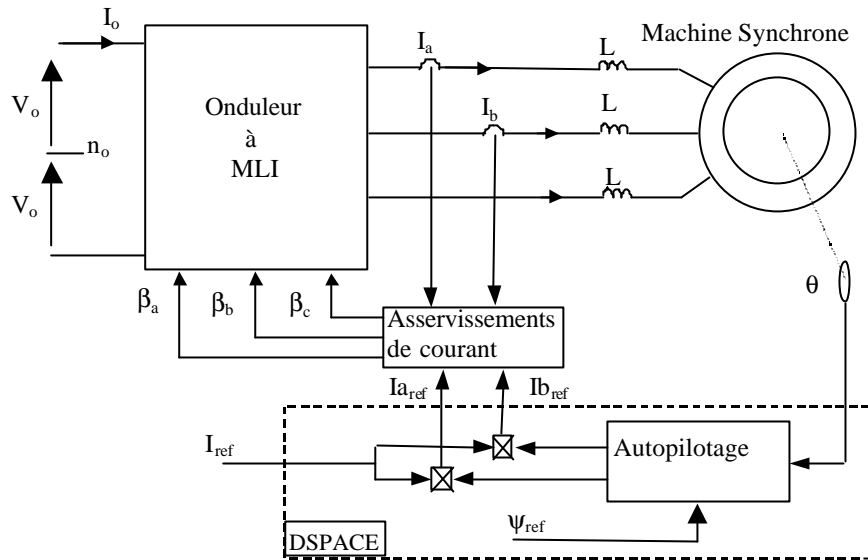 I_o
I_a
L
Machine Synchrone
V_o
Onduleur
à
MLI
I_b
L
n_o
V_o
L
β_a
β_b
β_c
θ
Asservissements
de courant
Ia_ref
Ib_ref
I_ref
Autopilotage
ψ_ref
DSPACE